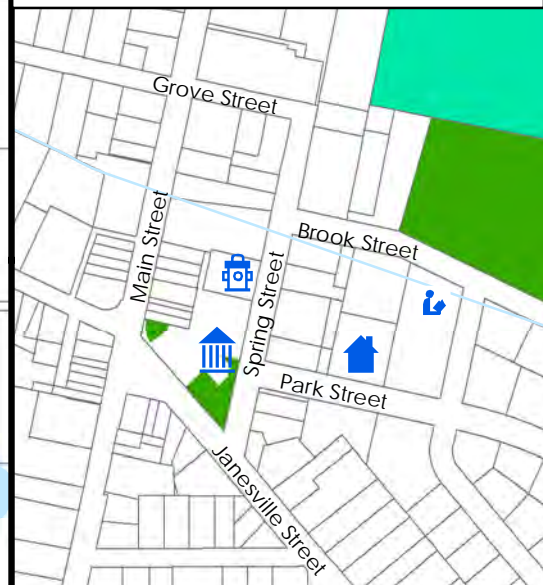 Grove Street
Main Street
Brook Street
Spring Street
Park Street
Janesville Street